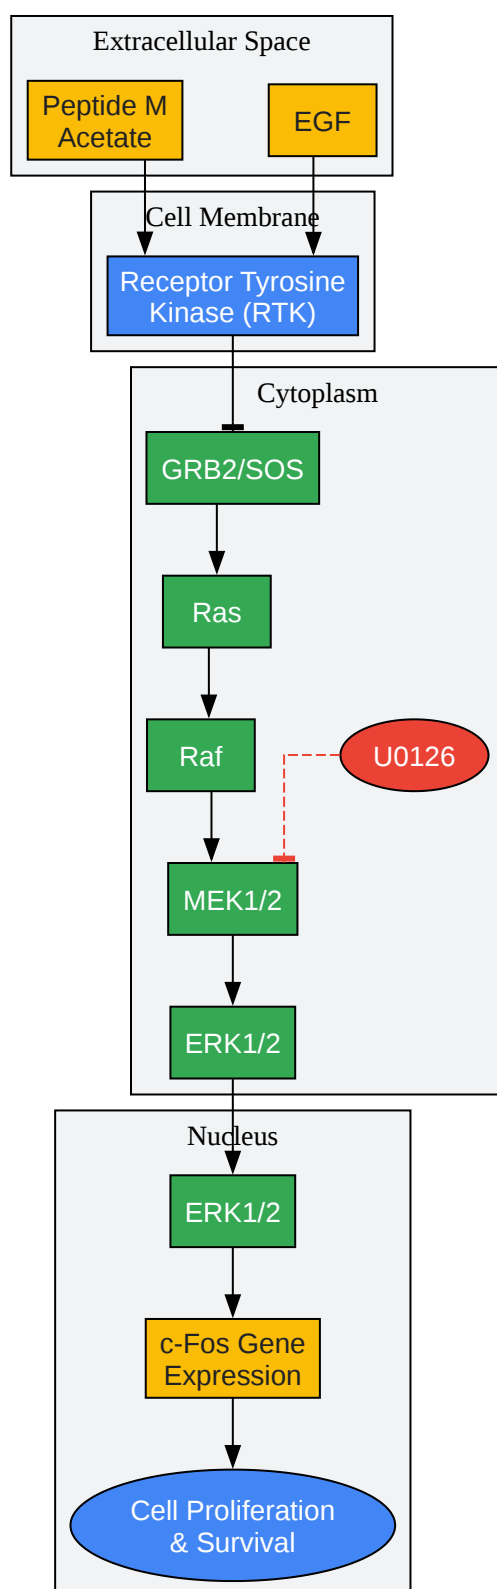 Extracellular Space
Peptide M
Acetate
EGF
Cell Membrane
Receptor Tyrosine
Kinase (RTK)
Cytoplasm
GRB2/SOS
Ras
Raf
U0126
MEK1/2
ERK1/2
Nucleus
ERK1/2
c-Fos Gene
Expression
Cell Proliferation
& Survival